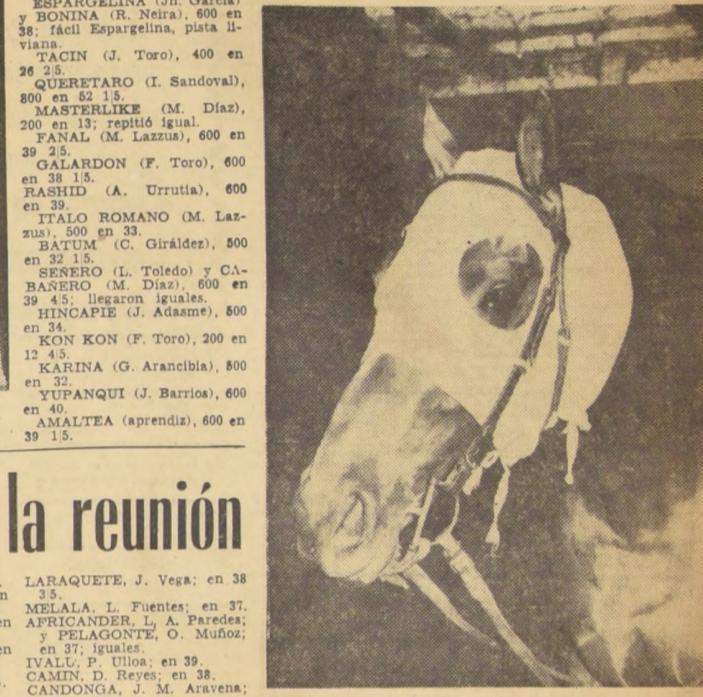 ESPARGELINA (Jn. García)
y BONINA (R. Neira), 600 en
38; fácil Espargelina, pista li-
viana.
TACIN (J. Toro), 400 en
26 2|5.
QUERETARO (I. Sandoval),
800 en 52 1|5.
MASTERLIKE (M. Díaz),
200 en 13; repitió igual.
FANAL (M. Lazzus), 600 en
39 2|5.
GALARDON (F. Toro), 600
en 38 1|5.
RASHID (A. Urrutia), 600
en 39.
ITALO ROMANO (M. Laz-
zus), 500 en 33.
BATUM (C. Giráldez), 500
en 32 1|5.
SEÑERO (L. Toledo) y CA-
BAÑERO (M. Díaz), 600 en
39 4|5; llegaron iguales.
HINCAPIE (J. Adasme), 500
en 34.
KON KON (F. Toro), 200 en
12 4|5.
KARINA (G. Arancibia), 500
en 32.
YUPANQUI (J. Barrios), 600
en 40.
AMALTEA (aprendiz), 600 en
39 1|5.
la reunión
LARAQUETE, J. Vega; en 38
3|5.
MELALA, L. Fuentes; en 37.
AFRICANDER, L, A. Paredes;
y PELAGONTE, O. Muñoz;
en 37; iguales.
IVALU, P. Ulloa; en 39.
CAMIN, D. Reyes; en 38.
CANDONGA, J. M. Aravena;